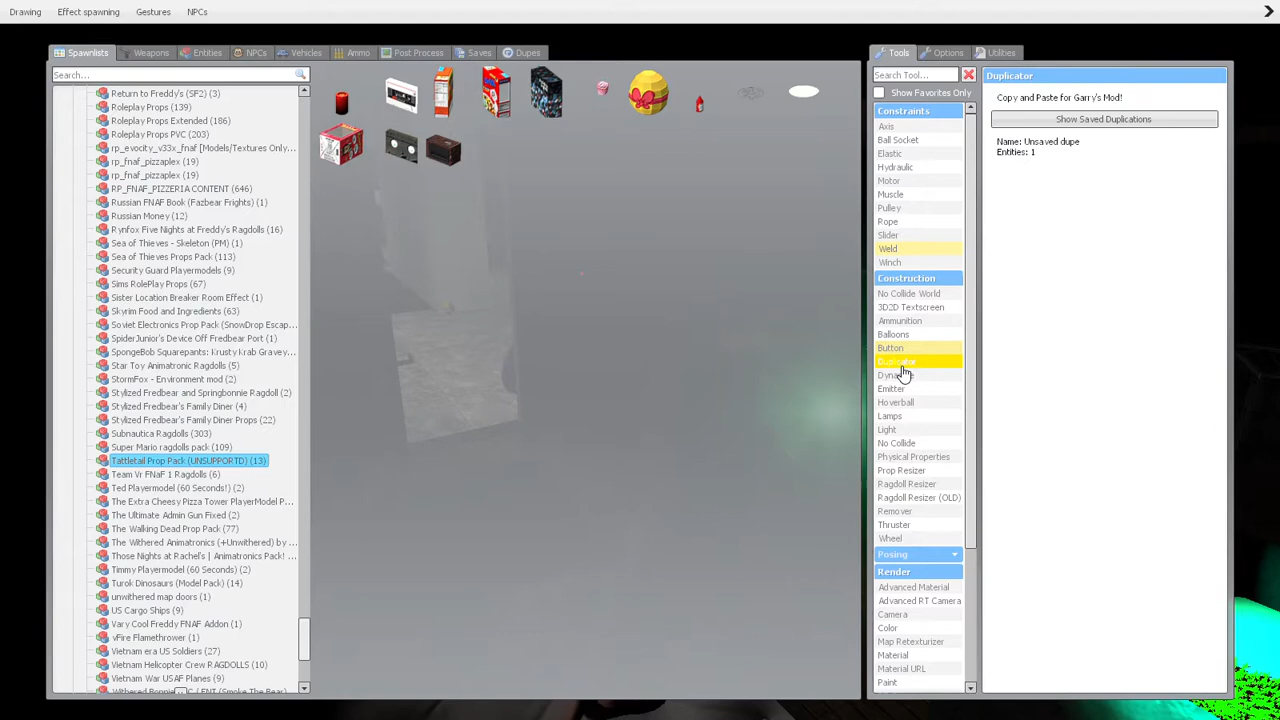 Drawing Effect spawning Gestures NPCs
Spawnlists Weapons Entities NPCs Vehicles Ammo Post Process Saves Dupes
Search...
Return to Freddy's (SF2) (3)
Roleplay Props (139)
Roleplay Props Extended (186)
Roleplay Props PVC (203)
rp_evocity_v33x_fnaf [Models/Textures Only...
rp_fnaf_pizzaplex (19)
rp_fnaf_pizzaplex (19)
RP_FNAF_PIZZERIA CONTENT (646)
Russian FNAF Book (Fazbear Frights) (1)
Russian Money (12)
Rynfox Five Nights at Freddy's Ragdolls (16)
Sea of Thieves - Skeleton (PM) (1)
Sea of Thieves Props Pack (113)
Security Guard Playermodels (9)
Sims RolePlay Props (67)
Sister Location Breaker Room Effect (1)
Skyrim Food and Ingredients (63)
Soviet Electronics Prop Pack (SnowDrop Escap...
SpiderJunior's Device Off Fredbear Port (1)
SpongeBob Squarepants: Krusty Krab Gravey...
Star Toy Animatronic Ragdolls (5)
StormFox - Environment mod (2)
Stylized Fredbear and Springbonnie Ragdoll (2)
Stylized Fredbear's Family Diner (4)
Stylized Fredbear's Family Diner Props (22)
Subnautica Ragdolls (303)
Super Mario ragdolls pack (109)
Tattletail Prop Pack (UNSUPPORTD) (13)
Team Vr FNaF 1 Ragdolls (6)
Ted Playermodel (60 Seconds!) (2)
The Extra Cheesy Pizza Tower PlayerModel P...
The Ultimate Admin Gun Fixed (2)
The Walking Dead Prop Pack (77)
The Withered Animatronics (+Unwithered) by ...
Those Nights at Rachel's | Animatronics Pack! ...
Timmy Playermodel (60 Seconds) (2)
Turok Dinosaurs (Model Pack) (14)
unwithered map doors (1)
US Cargo Ships (9)
Vary Cool Freddy FNAF Addon (1)
vFire Flamethrower (1)
Vietnam era US Soldiers (27)
Vietnam Helicopter Crew RAGDOLLS (10)
Vietnam War USAF Planes (9)
Tools Options Utilities
Search Tool...
Show Favorites Only
Constraints
Axis
Ball Socket
Elastic
Hydraulic
Motor
Muscle
Pulley
Rope
Slider
Weld
Winch
Construction
No Collide World
3D2D Textscreen
Ammunition
Balloons
Button
Duplicator
Emitter
Hoverball
Lamps
Light
No Collide
Physical Properties
Prop Resizer
Ragdoll Resizer
Ragdoll Resizer (OLD)
Remover
Thruster
Wheel
Posing
Render
Advanced Material
Advanced RT Camera
Camera
Color
Map Retexturizer
Material
Material URL
Paint
Duplicator
Copy and Paste for Garry's Mod!
Show Saved Duplications
Name: Unsaved dupe
Entities: 1